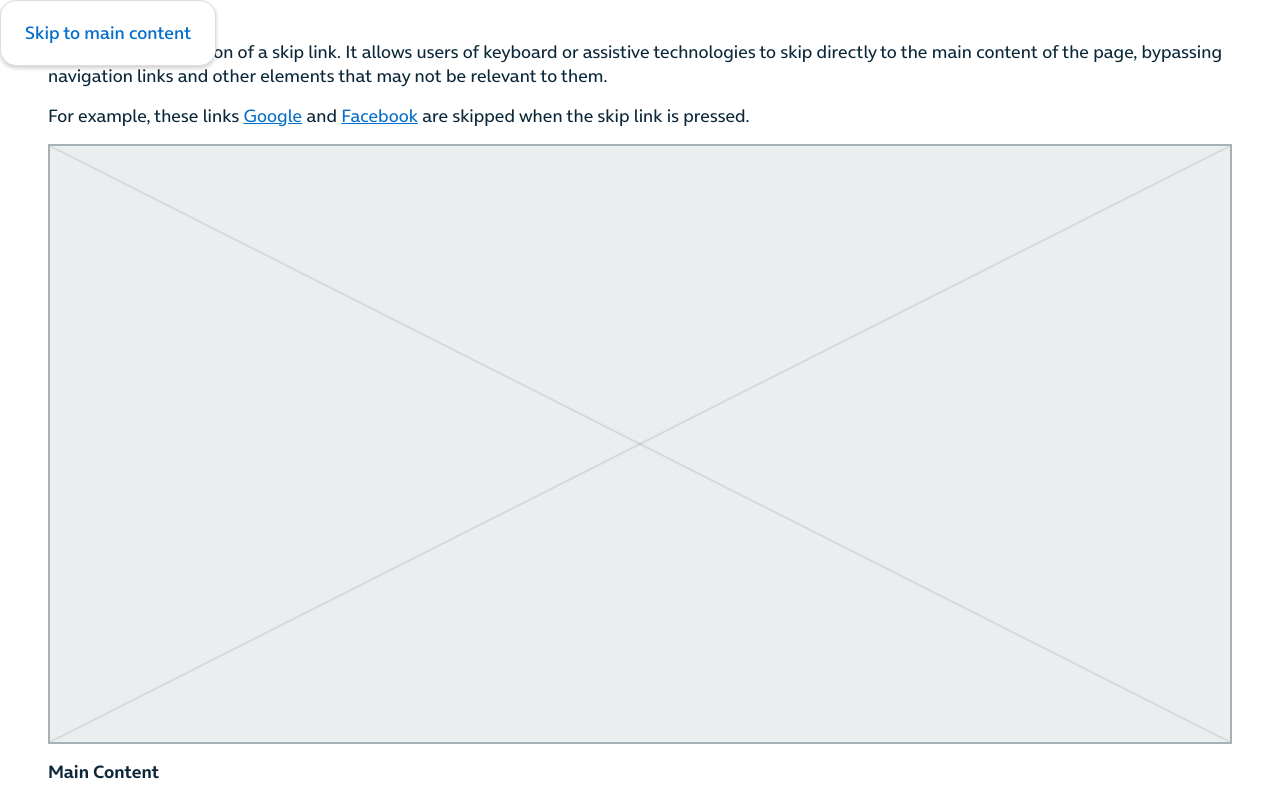 Skip to main content
of a skip link. It allows users of keyboard or assistive technologies to skip directly to the main content of the page, bypassing
navigation links and other elements that may not be relevant to them.
For example, these links Google and Facebook are skipped when the skip link is pressed.
Main Content